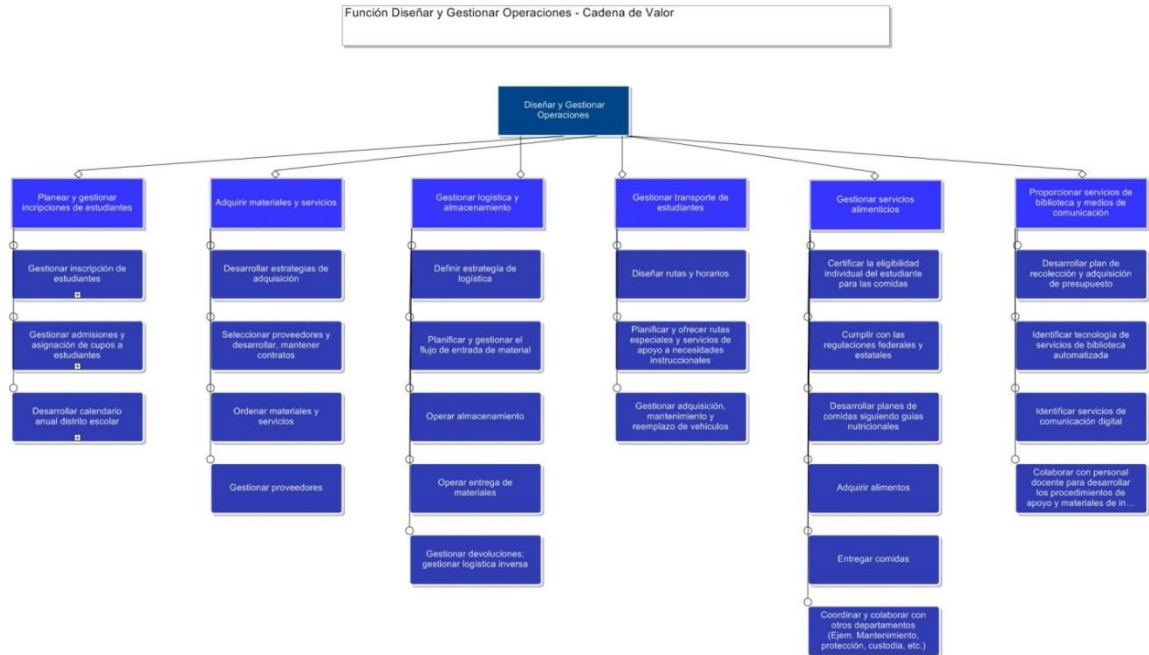 Función Diseñar y Gestionar Operaciones - Cadena de Valor
Diseñar y Gestionar
Operaciones
Planear y gestionar
incripciones de estudiantes
Gestionar inscripción de
estudiantes
Gestionar admisiones y
asignación de cupos a
estudiantes
Desarrollar calendario
anual distrito escolar
Adquirir materiales y servicios
Desarrollar estrategias de
adquisición
Seleccionar proveedores y
desarrollar, mantener
contratos
Ordenar materiales y
servicios
Gestionar proveedores
Gestionar logística y
almacenamiento
Definir estratégia de
logística
Planificar y gestionar el
flujo de entrada de material
Operar almacenamiento
Operar entrega de
materiales
Gestionar devoluciones;
gestionar logística inversa
Gestionar transporte de
estudiantes
Diseñar rutas y horarios
Planificar y ofrecer rutas
especiales y servicios de
apoyo a necesidades
instruccionales
Gestionar adquisición,
mantenimiento y
reemplazo de vehículos
Gestionar servicios
alimenticios
Certificar la eligibilidad
individual del estudiante
para las comidas
Cumplir con las
regulaciones federales y
estatales
Desarrollar planes de
comidas siguiendo guías
nutricionales
Adquirir alimentos
Entregar comidas
Coordinar y colaborar con
otros departamentos
(Ejem. Mantenimiento,
protección, custodia, etc.)
Proporcionar servicios de
biblioteca y medios de
comunicación
Desarrollar plan de
recolección y adquisición
de presupuesto
Identificar tecnología de
servicios de biblioteca
automatizada
Identificar servicios de
comunicación digital
Colaborar con personal
docente para desarrollar
los procedimientos de
apoyo y materiales de in...